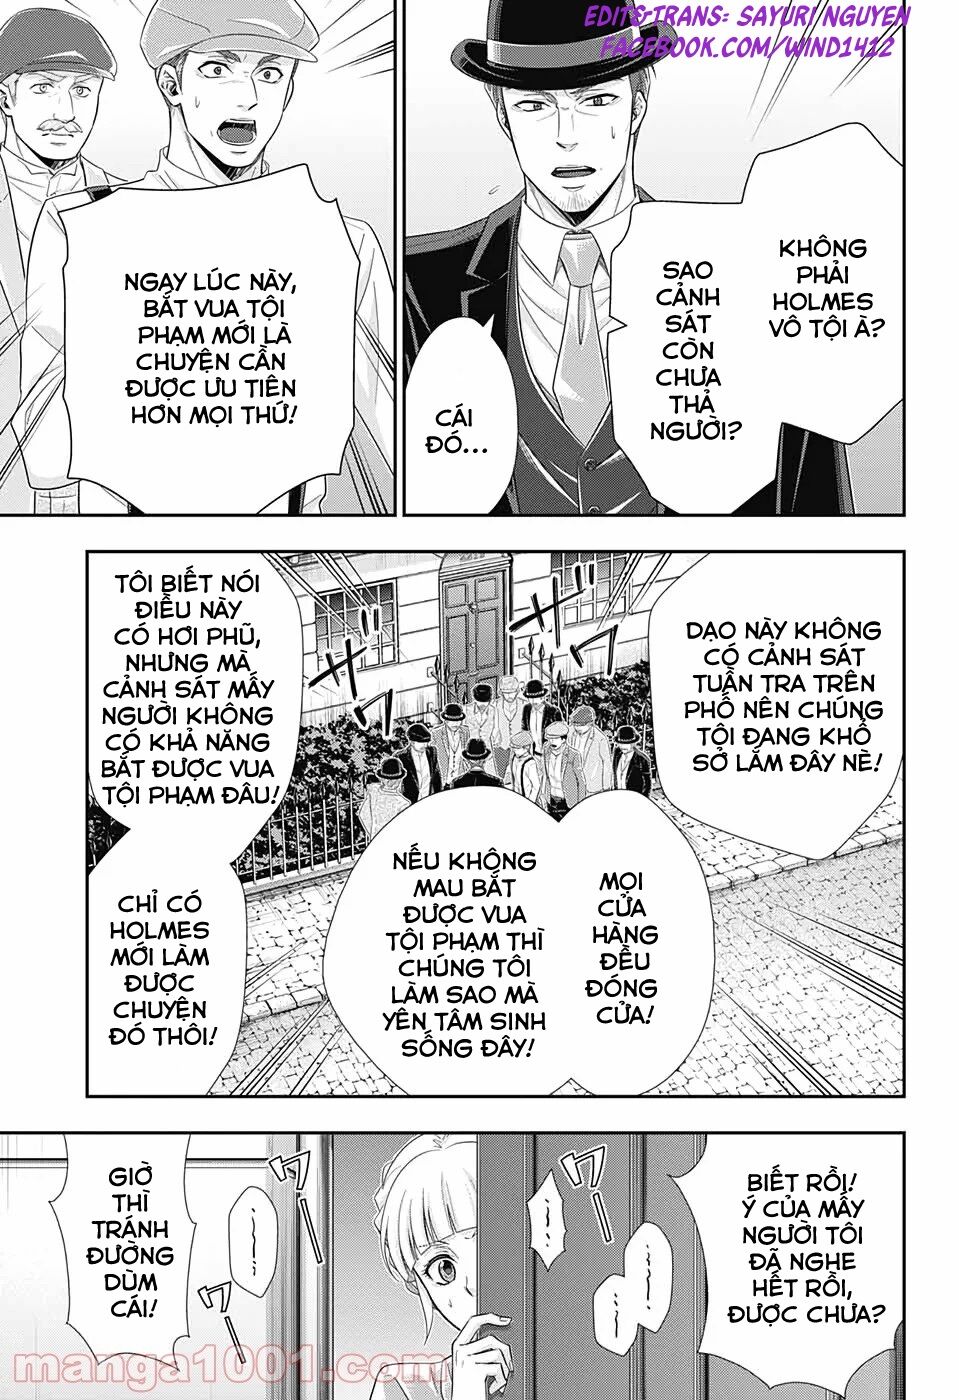 EDIT&TRANS: SAYURI NGUYEN
FACEBOOK.COM/WIND1412
KHÔNG
PHẢI
HOLMES
VÔ TỘI À?
SAO
CẢNH
SÁT
CÒN
CHƯA
THẢ
NGƯỜI?
CÁI
ĐÓ...
NGAY LÚC NÀY,
BẮT VUA TỘI
PHẠM MỚI LÀ
CHUYỆN CẦN
ĐƯỢC ƯU TIÊN
HƠN MỌI THỨ!
DẠO NÀY KHÔNG
CÓ CẢNH SÁT
TUẦN TRA TRÊN
PHỐ NÊN CHÚNG
TÔI ĐANG KHỔ
SỞ LẮM ĐÂY NÈ!
MỌI
CỬA
HÀNG
ĐỀU
ĐÓNG
CỬA!
NẾU KHÔNG
MAU BẮT
ĐƯỢC VUA
TỘI PHẠM THÌ
CHÚNG TÔI
LÀM SAO MÀ
YÊN TÂM SINH
SỐNG ĐÂY!
TÔI BIẾT NÓI
ĐIỀU NÀY
CÓ HƠI PHŨ,
NHƯNG MÀ
CẢNH SÁT MẤY
NGƯỜI KHÔNG
CÓ KHẢ NĂNG
BẮT ĐƯỢC VUA
TỘI PHẠM ĐÂU!
CHỈ CÓ
HOLMES
MỚI LÀM
ĐƯỢC
CHUYỆN
ĐÓ THÔI!
BIẾT RỒI!
Ý CỦA MẤY
NGƯỜI TÔI
ĐÃ NGHE
HẾT RỒI,
ĐƯỢC CHƯA?
GIỜ
THÌ
TRÁNH
ĐƯỜNG
DÙM
CÁI!
ワ
ワ
manga1001.com